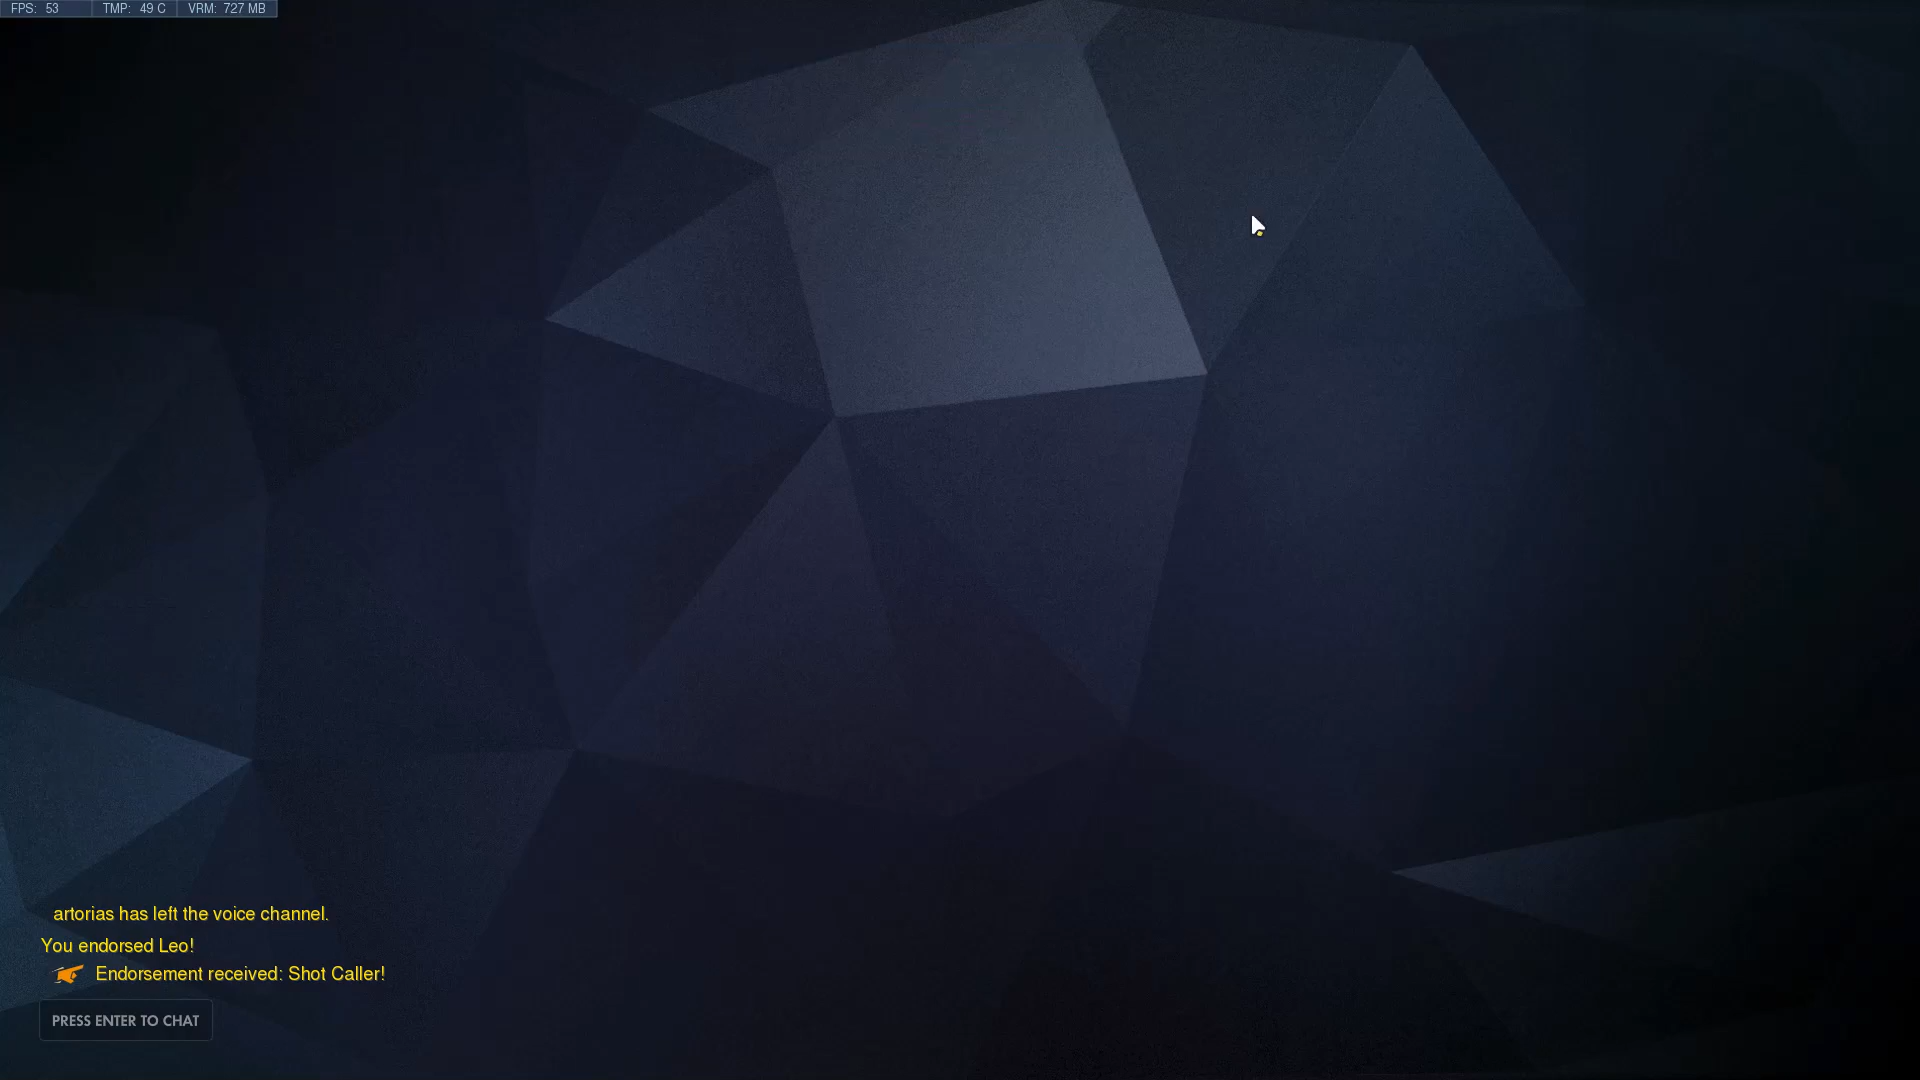 FPS: 53 TMP: 49 C VRM: 727 MB
artorias has left the voice channel.
You endorsed Leo!
Endorsement received: Shot Caller!
PRESS ENTER TO CHAT